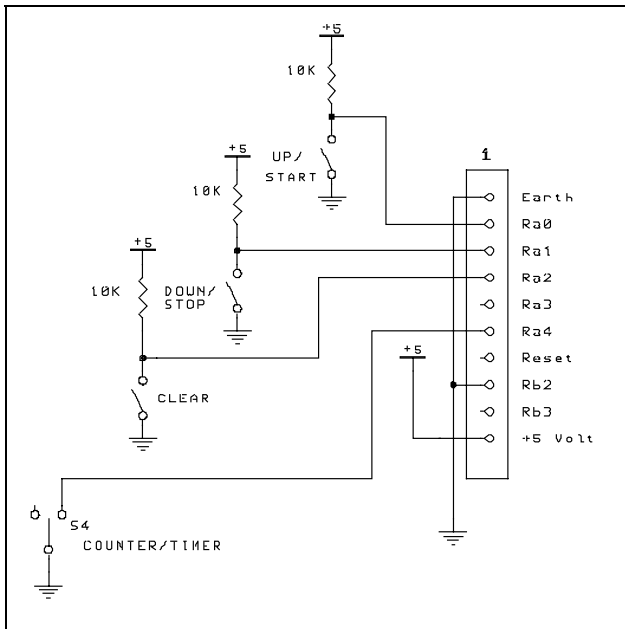 +5
10K
1
+5
UP/
START
10K
Earth
Ra0
+5
Ra1
10K
DOWN/
STOP
Ra2
Ra3
Ra4
+5
Reset
CLEAR
Rb2
Rb3
+5 Volt
S4
COUNTER/TIMER